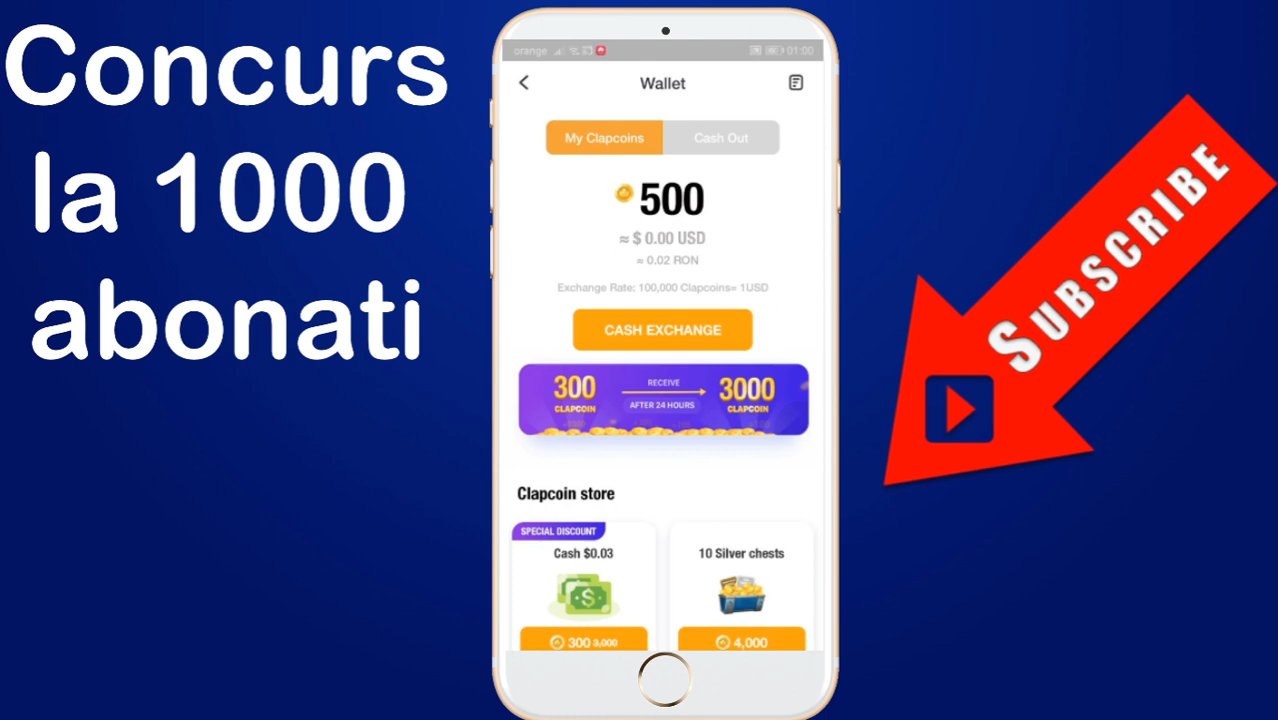 Concurs
la 1000
abonati
orange
01:00
Wallet
My Clapcoins
Cash Out
500
≈ $ 0.00 USD
≈ 0.02 RON
Exchange Rate: 100,000 Clapcoins= 1USD
CASH EXCHANGE
300
CLAPCOIN
RECEIVE
AFTER 24 HOURS
3000
CLAPCOIN
Clapcoin store
SPECIAL DISCOUNT
Cash $0.03
300 3,000
10 Silver chests
4,000
SUBSCRIBE